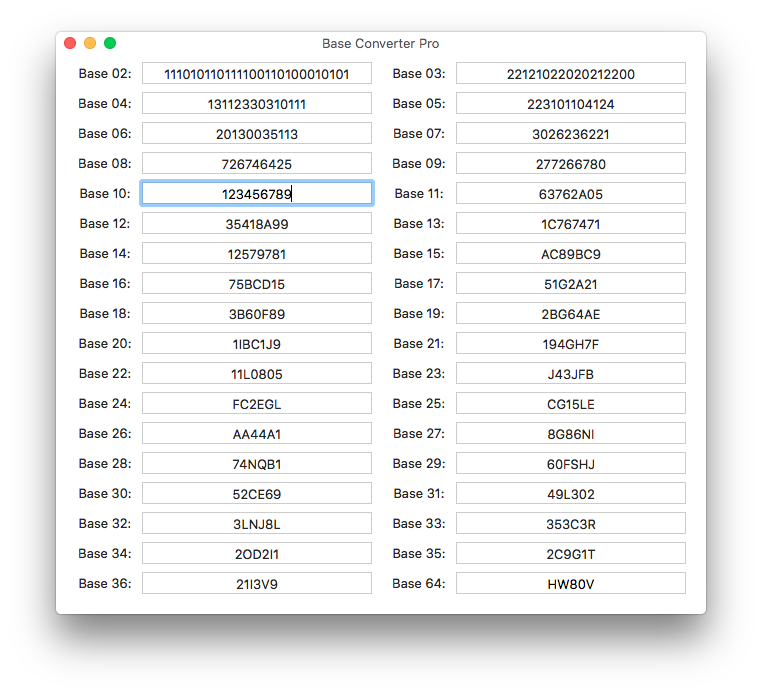 Base Converter Pro
Base 02: 111010110111100110100010101 Base 03: 22121022020212200
Base 04: 13112330310111 Base 05: 223101104124
Base 06: 20130035113 Base 07: 3026236221
Base 08: 726746425 Base 09: 277266780
Base 10: 123456789 Base 11: 63762A05
Base 12: 35418A99 Base 13: 1C767471
Base 14: 12579781 Base 15: AC89BC9
Base 16: 75BCD15 Base 17: 51G2A21
Base 18: 3B60F89 Base 19: 2BG64AE
Base 20: 1IBC1J9 Base 21: 194GH7F
Base 22: 11L0805 Base 23: J43JFB
Base 24: FC2EGL Base 25: CG15LE
Base 26: AA44A1 Base 27: 8G86NI
Base 28: 74NQB1 Base 29: 60FSHJ
Base 30: 52CE69 Base 31: 49L302
Base 32: 3LNJ8L Base 33: 353C3R
Base 34: 2OD2I1 Base 35: 2C9G1T
Base 36: 21I3V9 Base 64: HW80V